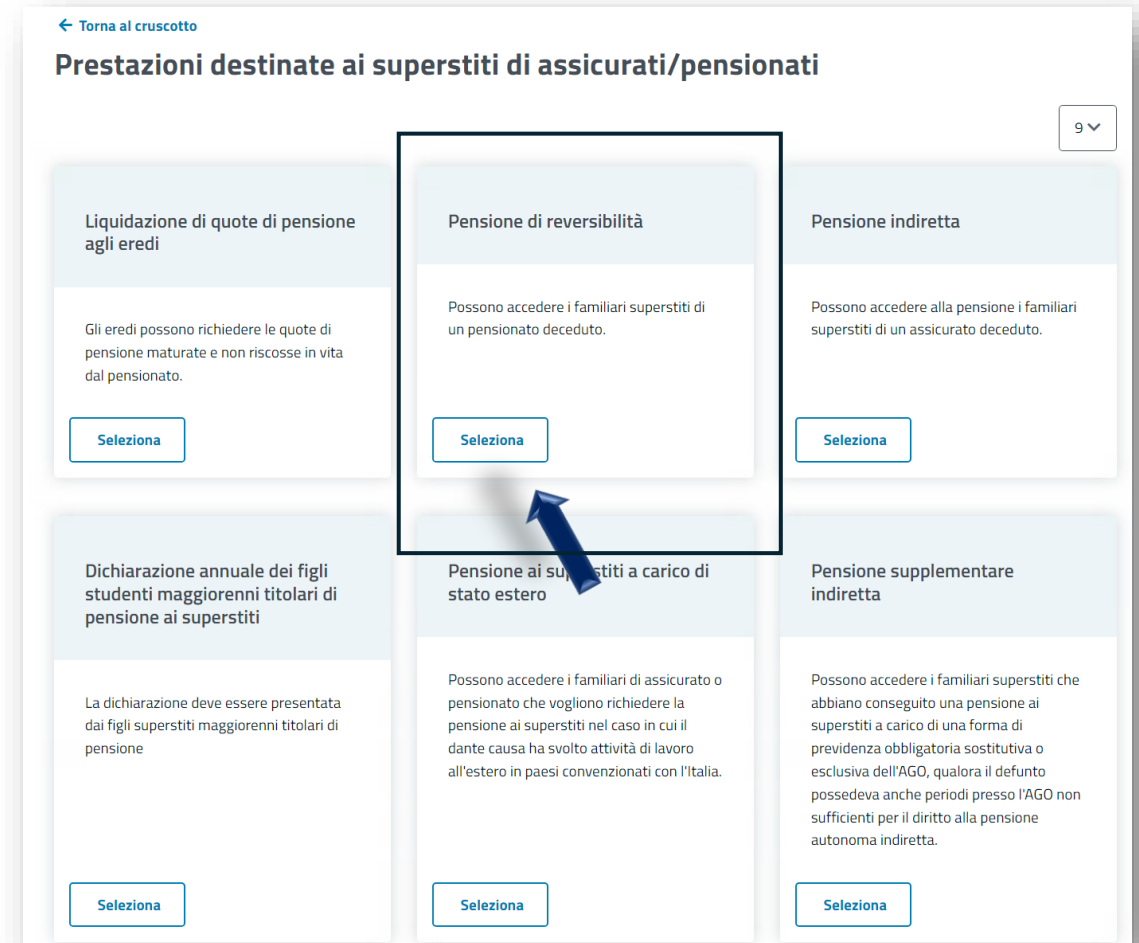 ← Torna al cruscotto
Prestazioni destinate ai superstiti di assicurati/pensionati
9
Liquidazione di quote di pensione
agli eredi
Gli eredi possono richiedere le quote di
pensione maturate e non riscosse in vita
dal pensionato.
Seleziona
Pensione di reversibilità
Possono accedere i familiari superstiti di
un pensionato deceduto.
Seleziona
Pensione indiretta
Possono accedere alla pensione i familiari
superstiti di un assicurato deceduto.
Seleziona
Dichiarazione annuale dei figli
studenti maggiorenni titolari di
pensione ai superstiti
La dichiarazione deve essere presentata
dai figli superstiti maggiorenni titolari di
pensione
Seleziona
Pensione ai superstiti a carico di
stato estero
Possono accedere i familiari di assicurato o
pensionato che vogliono richiedere la
pensione ai superstiti nel caso in cui il
dante causa ha svolto attività di lavoro
all'estero in paesi convenzionati con l'Italia.
Seleziona
Pensione supplementare
indiretta
Possono accedere i familiari superstiti che
abbiano conseguito una pensione ai
superstiti a carico di una forma di
previdenza obbligatoria sostitutiva o
esclusiva dell'AGO, qualora il defunto
possedeva anche periodi presso l'AGO non
sufficienti per il diritto alla pensione
autonoma indiretta.
Seleziona